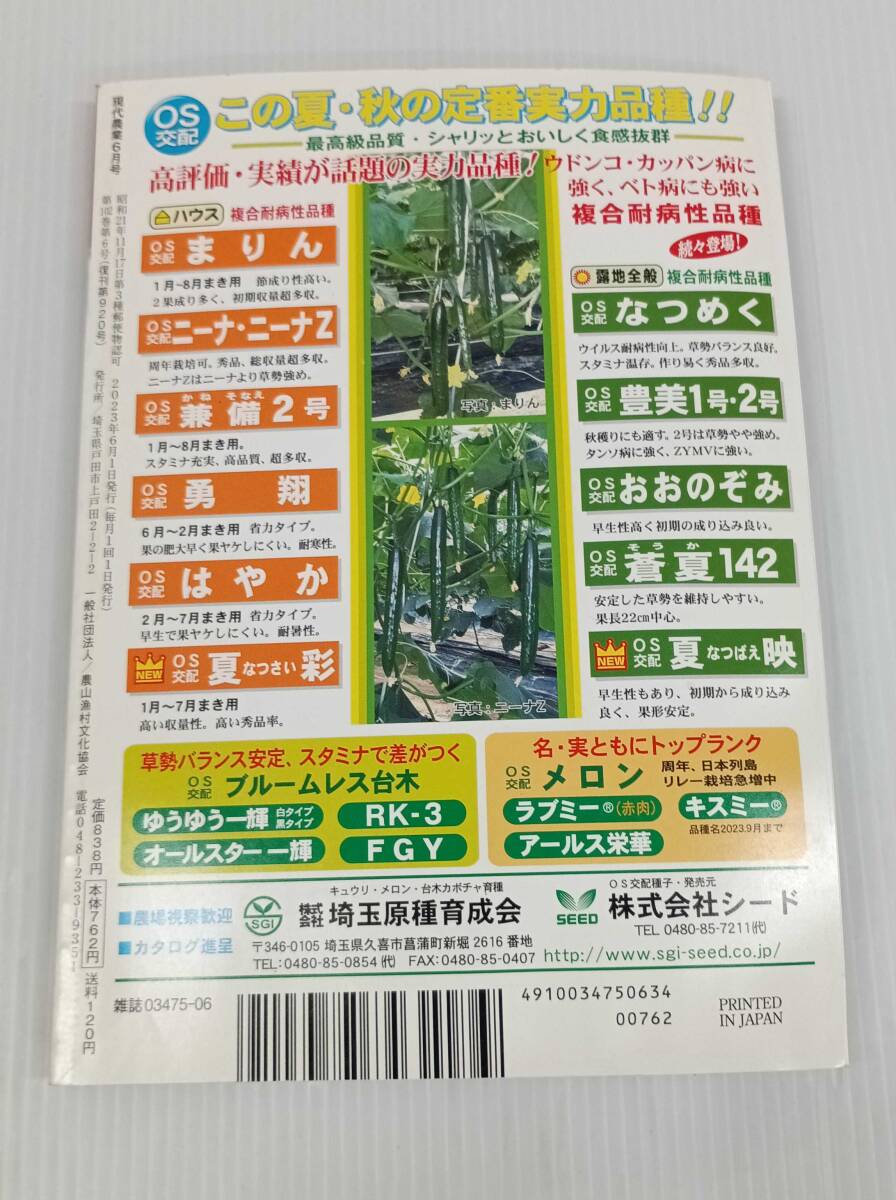 OS交配 この夏・秋の定番実力品種!!
最高級品質・シャリッとおいしく食感抜群
高評価・実績が話題の実力品種!
ウドンコ・カッパン病に
強く、ベト病にも強い
複合耐病性品種
続々登場!
ハウス 複合耐病性品種
OS交配 まりん
1月~8月まき用 節成り性高い。
2果成り多く、初期収量超多収。
OS交配 ニーナ・ニーナZ
周年栽培可。秀品、総収量超多収。
ニーナZはニーナより草勢強め。
かね そなえ
OS交配 兼備2号
1月~8月まき用。
スタミナ充実、高品質、超多収。
OS交配 勇翔
6月~2月まき用 省力タイプ。
果の肥大早く果ヤケしにくい。耐寒性。
OS交配 はやか
2月~7月まき用 省力タイプ。
早生で果ヤケしにくい。耐暑性。
NEW OS交配 夏彩 なつさい
1月~7月まき用
高い収量性。高い秀品率。
写真:まりん
写真:ニーナZ
露地全般 複合耐病性品種
OS交配 なつめく
ウイルス耐病性向上。草勢バランス良好。
スタミナ温存。作り易く秀品多収。
OS交配 豊美1号・2号
秋穫りにも適す。2号は草勢やや強め。
タンソ病に強く、ZYMVに強い。
OS交配 おおのぞみ
早生性高く初期の成り込み良い。
そうか
OS交配 蒼夏142
安定した草勢を維持しやすい。
果長22cm中心。
NEW OS交配 夏映 なつばえ
早生性もあり、初期から成り込み
良く、果形安定。
草勢バランス安定、スタミナで差がつく
OS交配 ブルームレス台木
ゆうゆう一輝 白タイプ 黒タイプ
RK-3
オールスター一輝
FGY
名・実ともにトップランク
OS交配 メロン 周年、日本列島
リレー栽培急増中
ラブミー®(赤肉)
キスミー®
アールス栄華
品種名2023.9月まで
■農場視察歓迎
■カタログ進呈
キュウリ・メロン・台木カボチャ育種
SGI 株式会社 埼玉原種育成会
〒346-0105 埼玉県久喜市菖蒲町新堀2616番地
TEL:0480-85-0854(代) FAX:0480-85-0407
OS交配種子・発売元
SEED 株式会社シード
TEL 0480-85-7211(代)
http://www.sgi-seed.co.jp/
雑誌03475-06
4910034750634
00762
PRINTED
IN JAPAN
現代農業6月号
昭和21年11月17日第3種郵便物認可 2023年6月1日発行(毎月1回1日発行)
第102巻第6号(復刊第920号) 発行所/埼玉県戸田市上戸田2-2-2 一般社団法人/農山漁村文化協会 電話048-233-9351
定価838円 本体762円 送料120円